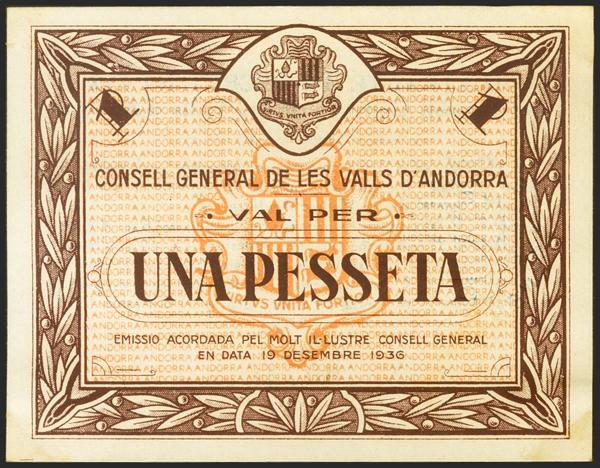 VIRTVS VNITA FORTIOR
1 1
CONSELL GENERAL DE LES VALLS D'ANDORRA
· VAL PER ·
UNA PESSETA
EMISSIO ACORDADA PEL MOLT IL·LUSTRE CONSELL GENERAL
EN DATA 19 DESEMBRE 1936